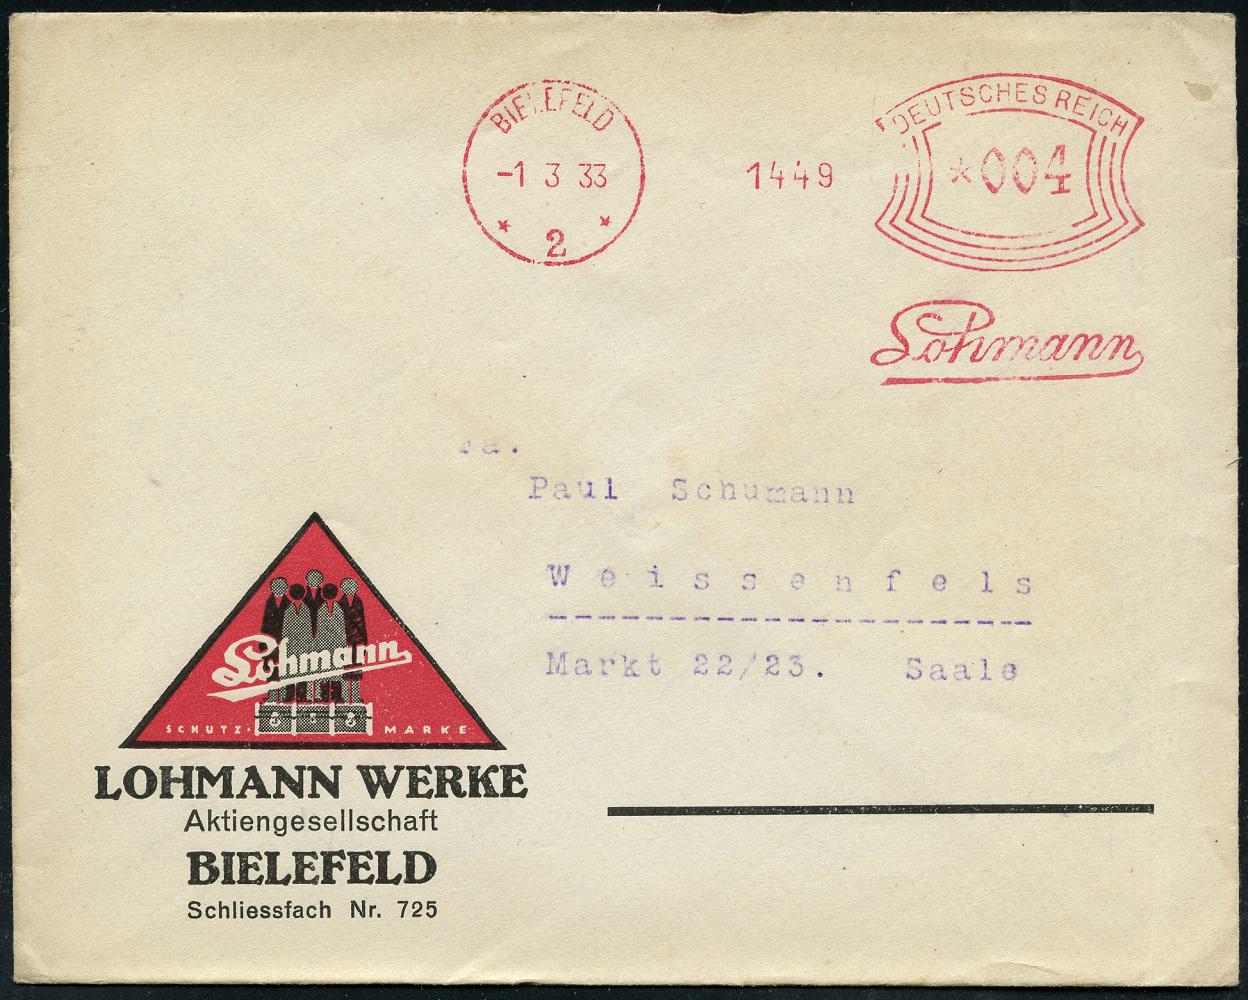 BIELEFELD
-1 3 33
* 2 *
1449
DEUTSCHES REICH
*004
Lohmann
Fa.
Paul Schumann
Weissenfels
Markt 22/23. Saale
Lohmann
SCHUTZ- MARKE
LOHMANN WERKE
Aktiengesellschaft
BIELEFELD
Schliessfach Nr. 725